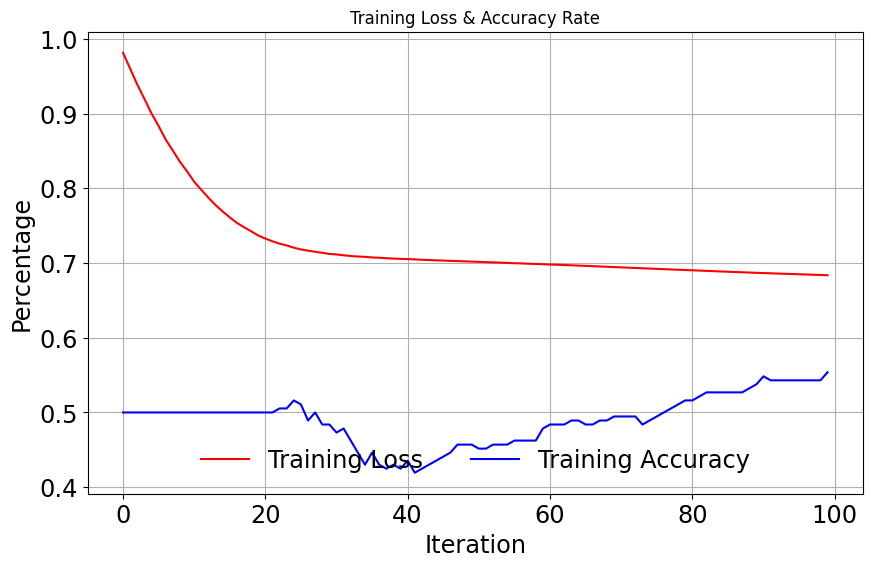 Training Loss & Accuracy Rate
1.0
0.9
0.8
0.7
0.6
0.5
0.4
Percentage
Training Loss Training Accuracy
0 20 40 60 80 100
Iteration